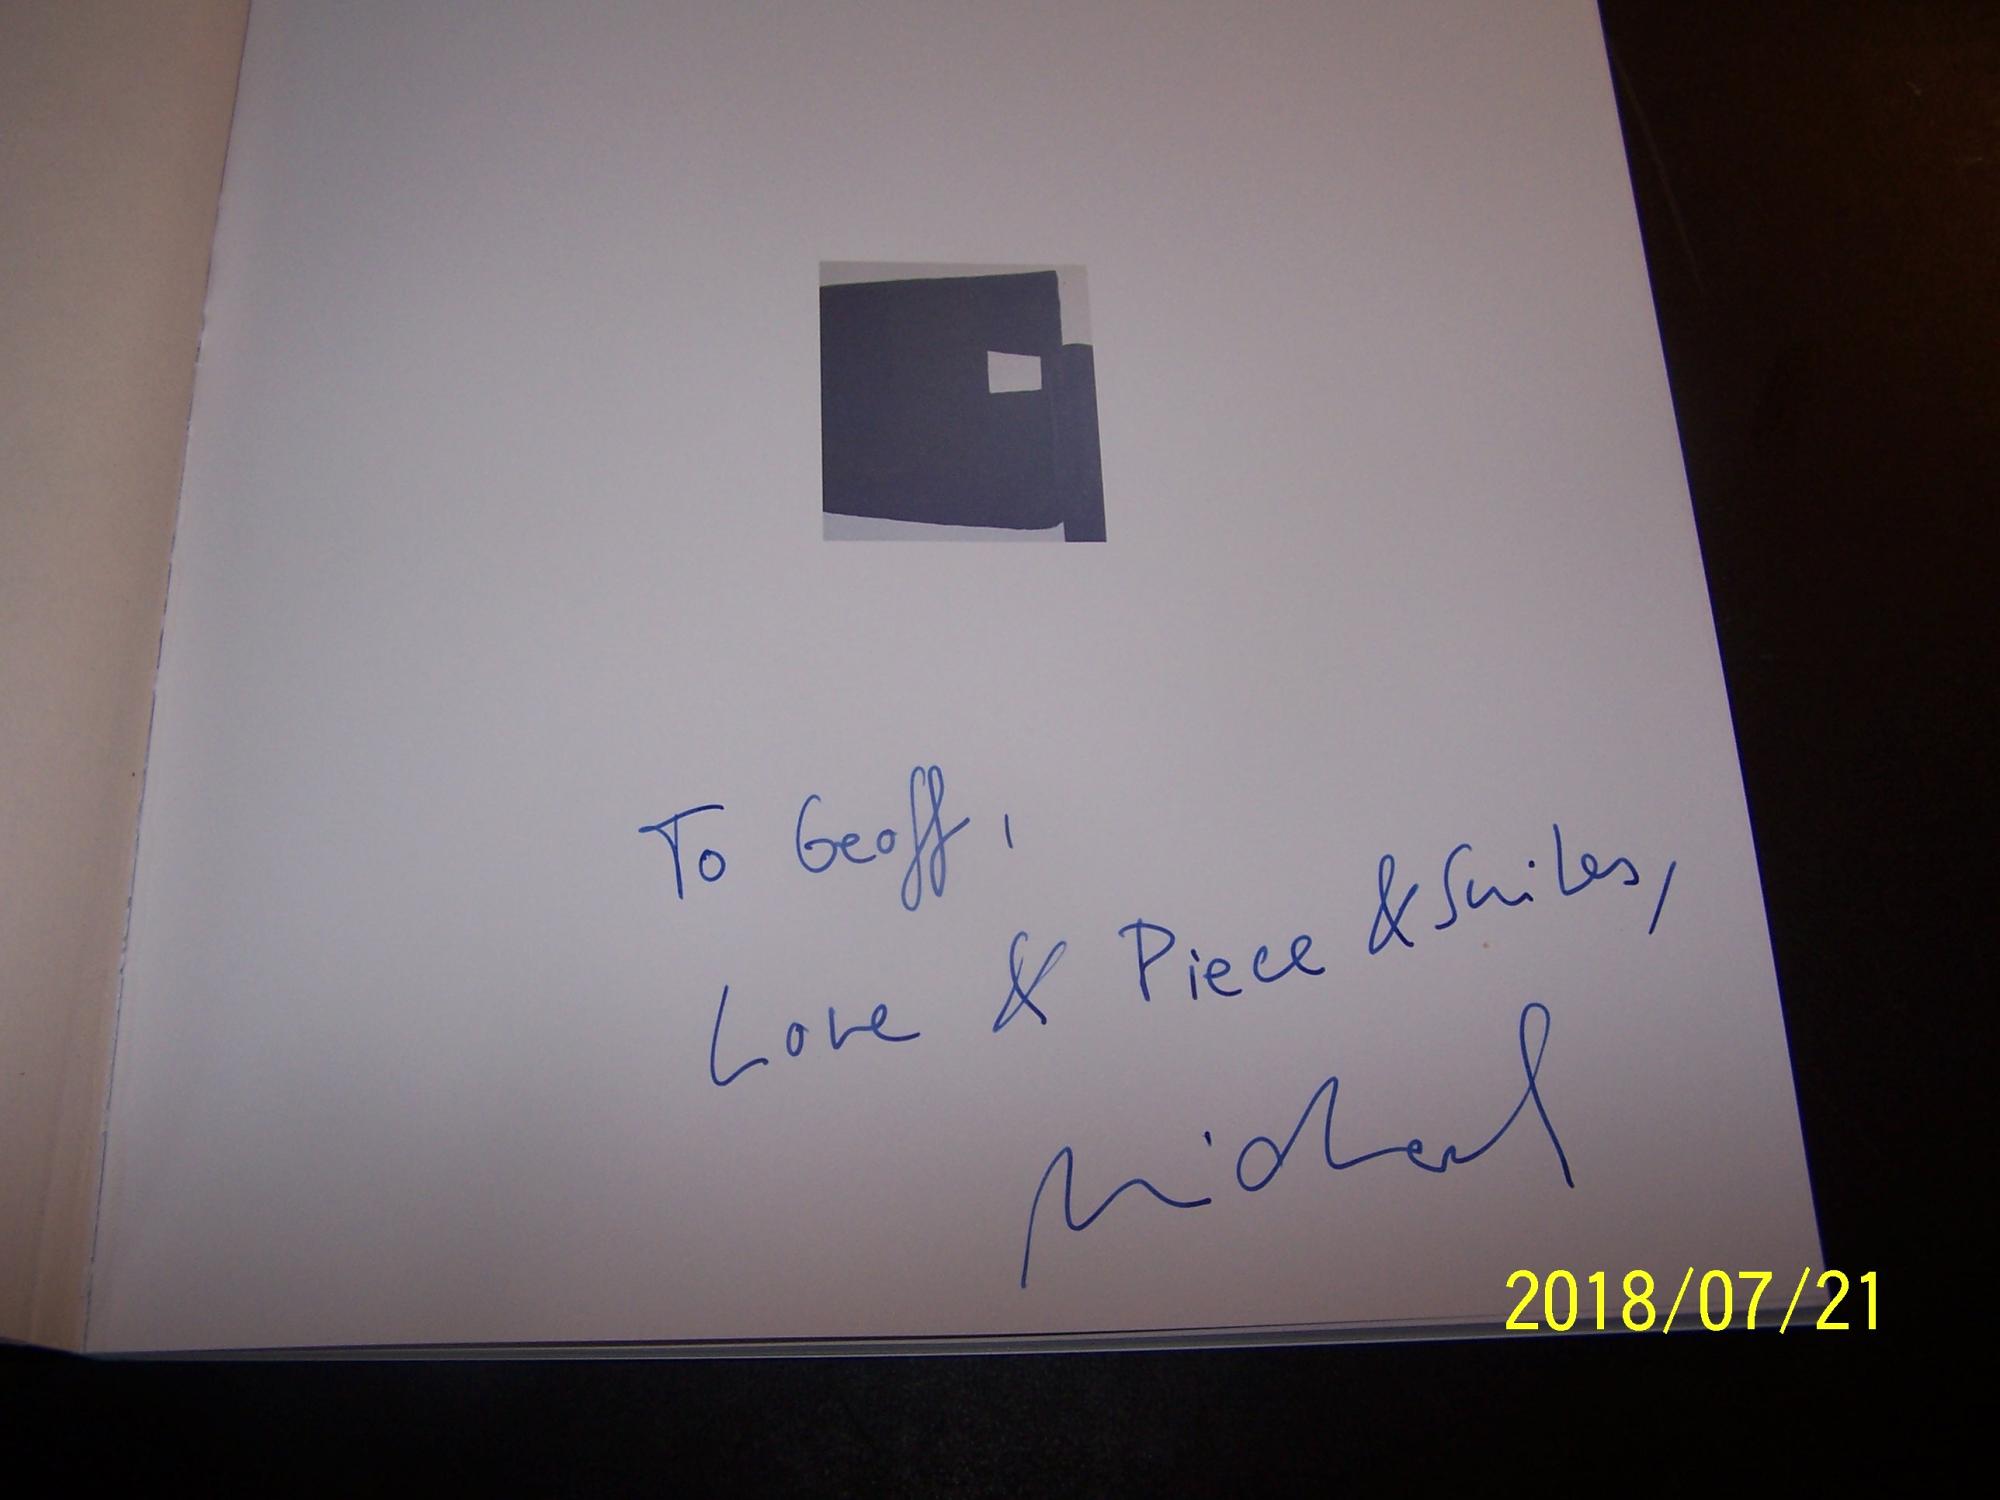 To Geoff,
Love & Piece & Smiles,
Michael
2018/07/21